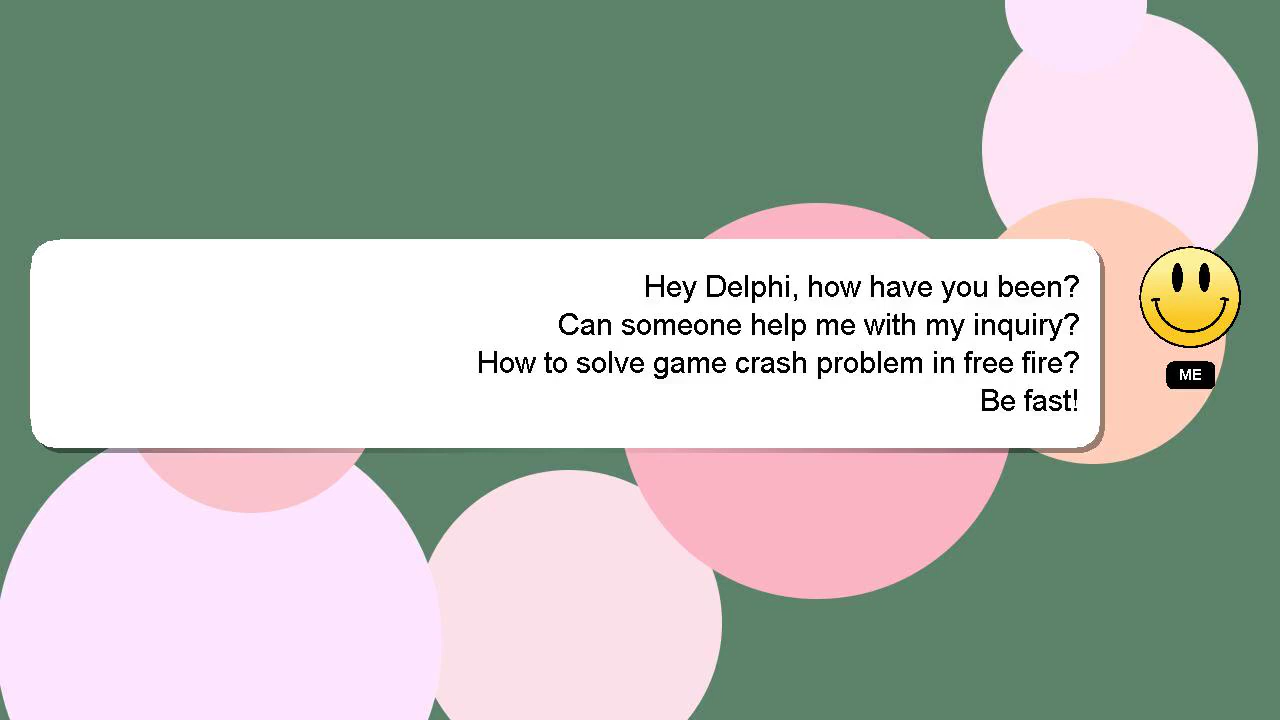 Hey Delphi, how have you been?
Can someone help me with my inquiry?
How to solve game crash problem in free fire?
Be fast!
ME